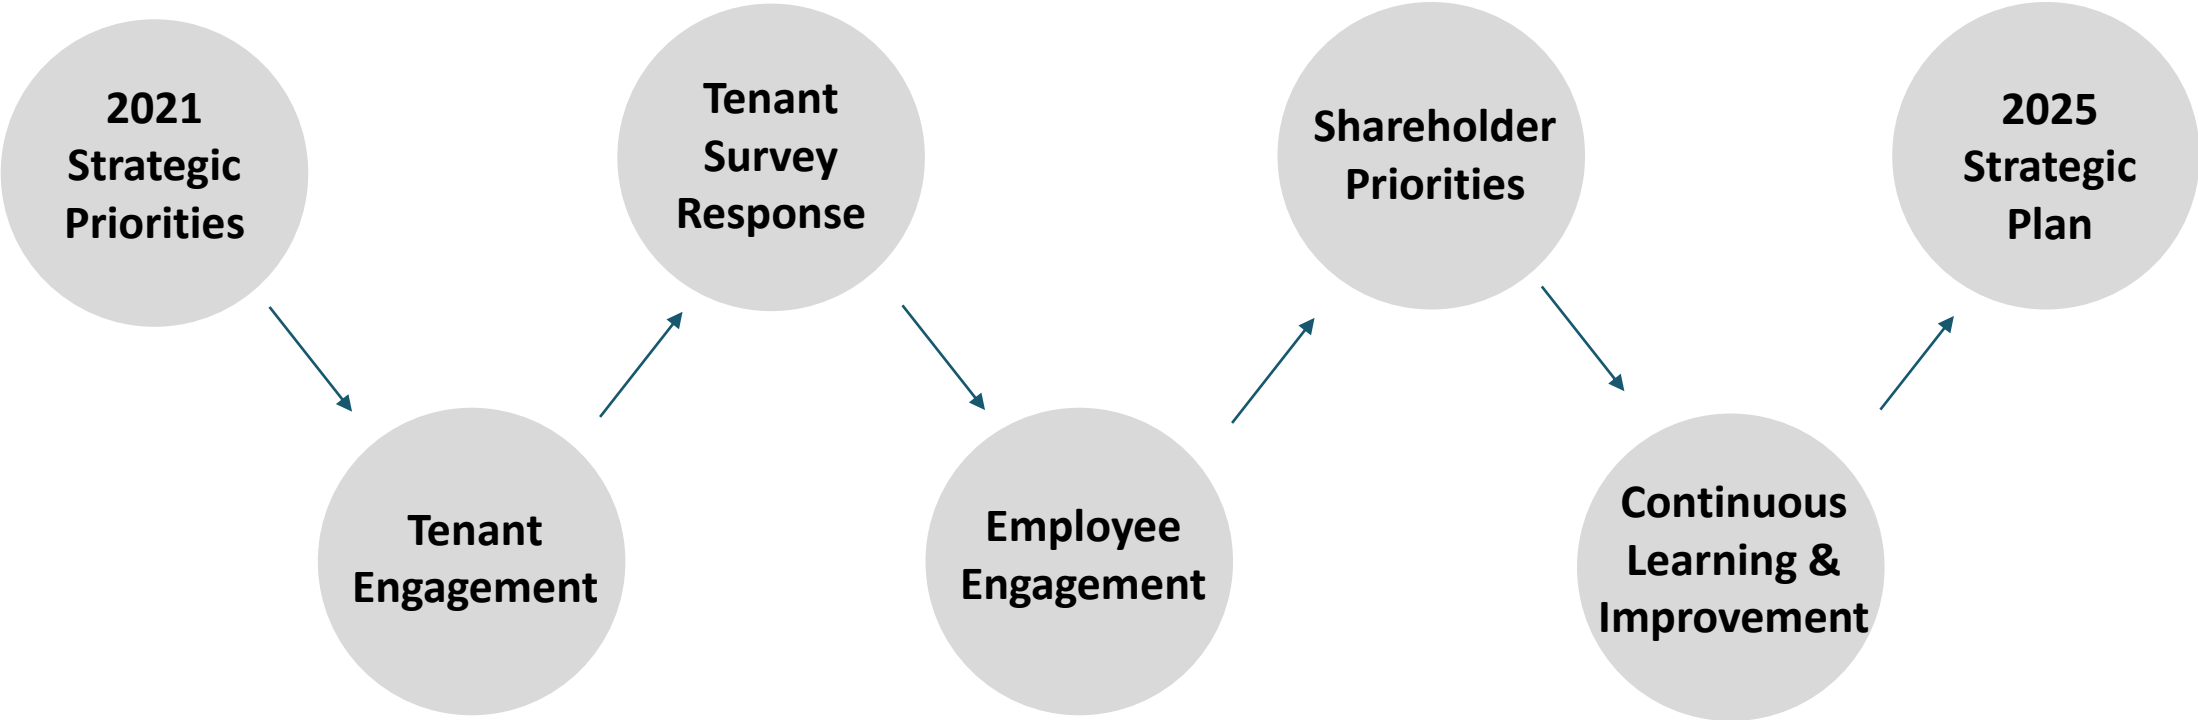 2021
Strategic
Priorities
Tenant
Engagement
Tenant
Survey
Response
Employee
Engagement
Shareholder
Priorities
Continuous
Learning &
Improvement
2025
Strategic
Plan